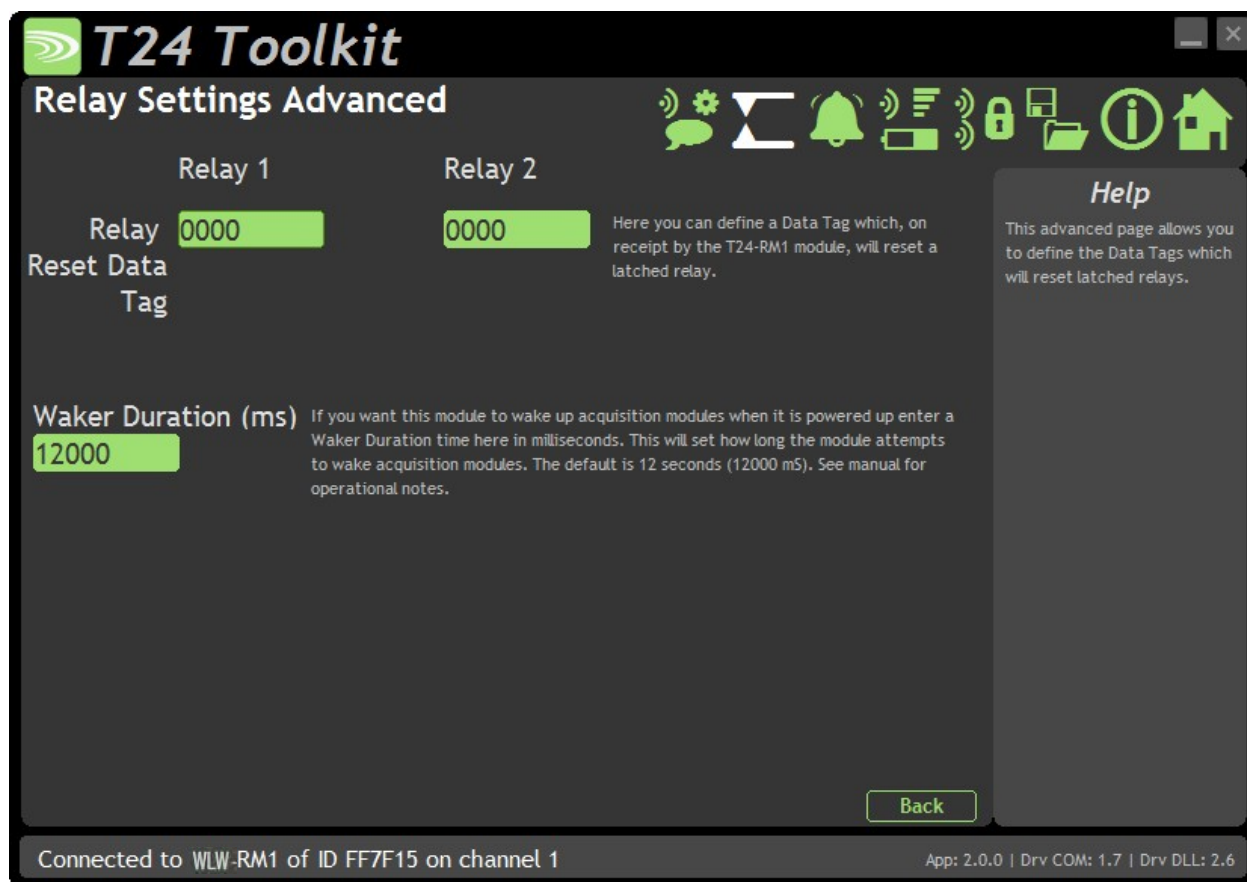 T24 Toolkit
Relay Settings Advanced
Relay 1
Relay 2
Relay
Reset Data
Tag
0000
0000
Here you can define a Data Tag which, on
receipt by the T24-RM1 module, will reset a
latched relay.
Help
This advanced page allows you
to define the Data Tags which
will reset latched relays.
Waker Duration (ms)
12000
If you want this module to wake up acquisition modules when it is powered up enter a
Waker Duration time here in milliseconds. This will set how long the module attempts
to wake acquisition modules. The default is 12 seconds (12000 mS). See manual for
operational notes.
Back
Connected to WLW-RM1 of ID FF7F15 on channel 1
App: 2.0.0 | Drv COM: 1.7 | Drv DLL: 2.6